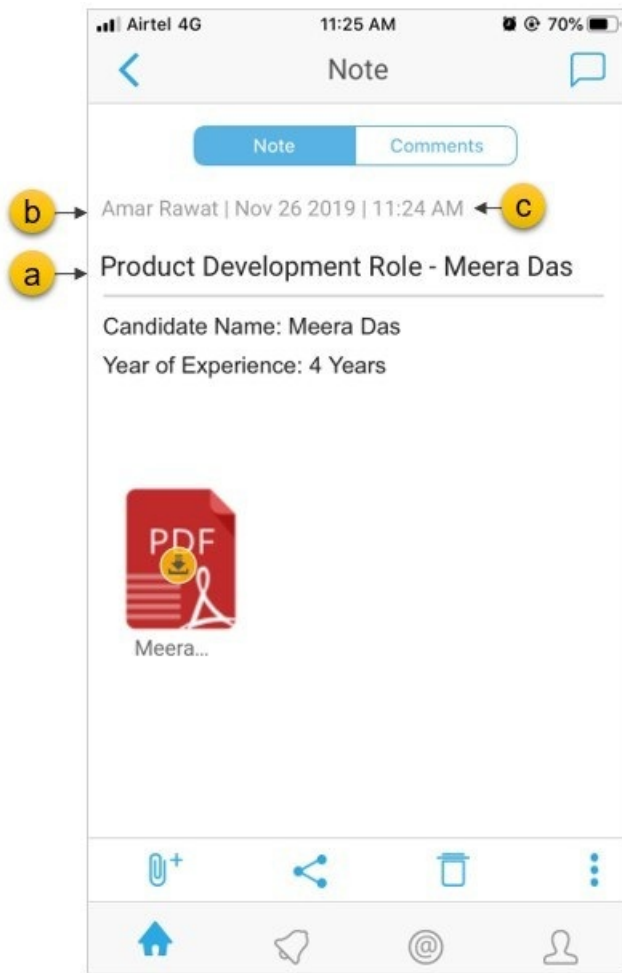 Airtel 4G 11:25 AM 70%
Note
Note Comments
b Amar Rawat | Nov 26 2019 | 11:24 AM c
a Product Development Role - Meera Das
Candidate Name: Meera Das
Year of Experience: 4 Years
PDF
Meera...
@